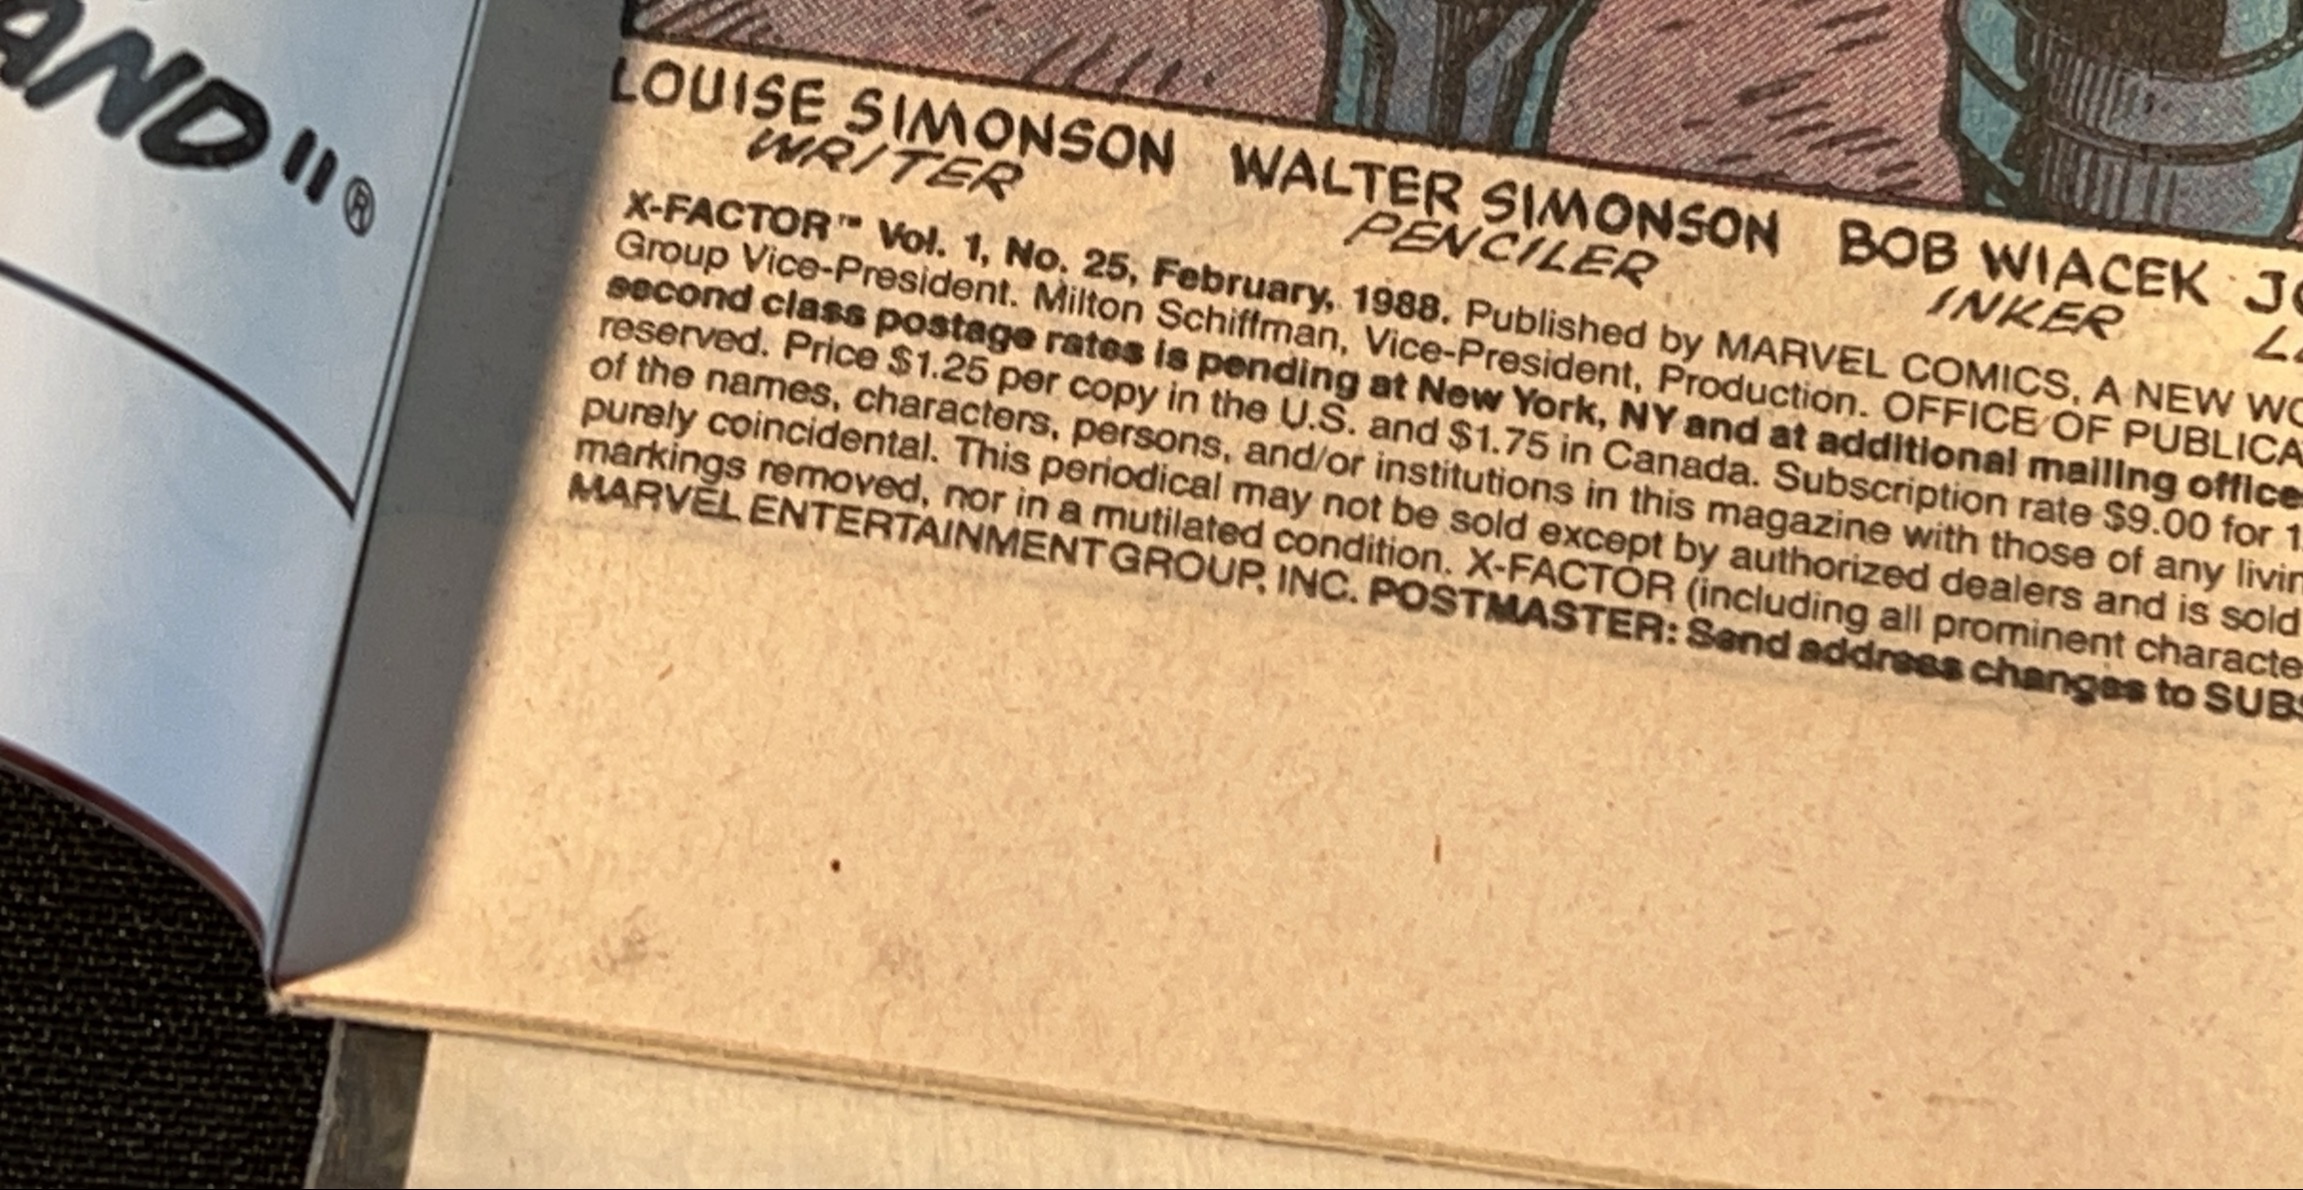 AND"®
LOUISE SIMONSON WALTER SIMONSON BOB WIACEK
WRITER PENCILER INKER
X-FACTOR™ Vol. 1, No. 25, February, 1988. Published by MARVEL COMICS, A NEW
Group Vice-President. Milton Schiffman, Vice-President, Production. OFFICE OF
second class postage rates is pending at New York, NY and at additional mailing
reserved. Price $1.25 per copy in the U.S. and $1.75 in Canada. Subscription rate $9.00 for
of the names, characters, persons, and/or institutions in this magazine with those of any
purely coincidental. This periodical may not be sold except by authorized dealers and is sold
markings removed, nor in a mutilated condition. X-FACTOR (including all prominent
MARVEL ENTERTAINMENT GROUP, INC. POSTMASTER: Send address changes to